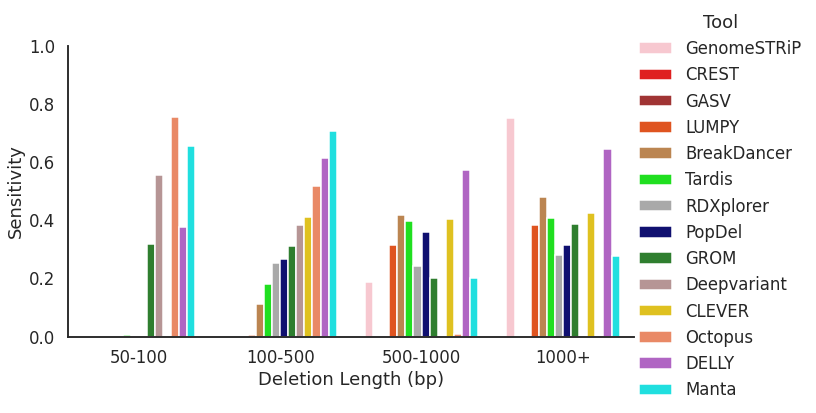 Tool
GenomeSTRiP
CREST
GASV
LUMPY
BreakDancer
Tardis
RDXplorer
PopDel
GROM
Deepvariant
CLEVER
Octopus
DELLY
Manta
1.0
0.8
0.6
0.4
0.2
0.0
Sensitivity
50-100 100-500 500-1000 1000+
Deletion Length (bp)